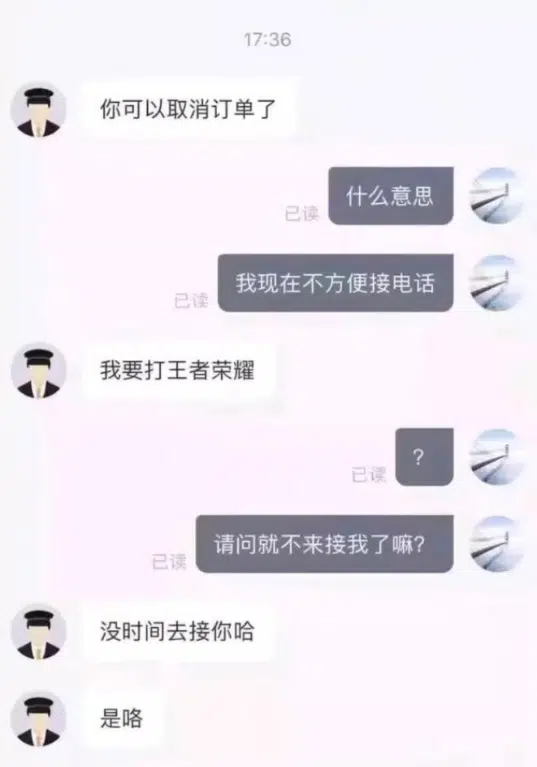 17:36
你可以取消订单了
什么意思
已读
我现在不方便接电话
已读
我要打王者荣耀
?
已读
请问就不来接我了嘛?
已读
没时间去接你哈
是咯